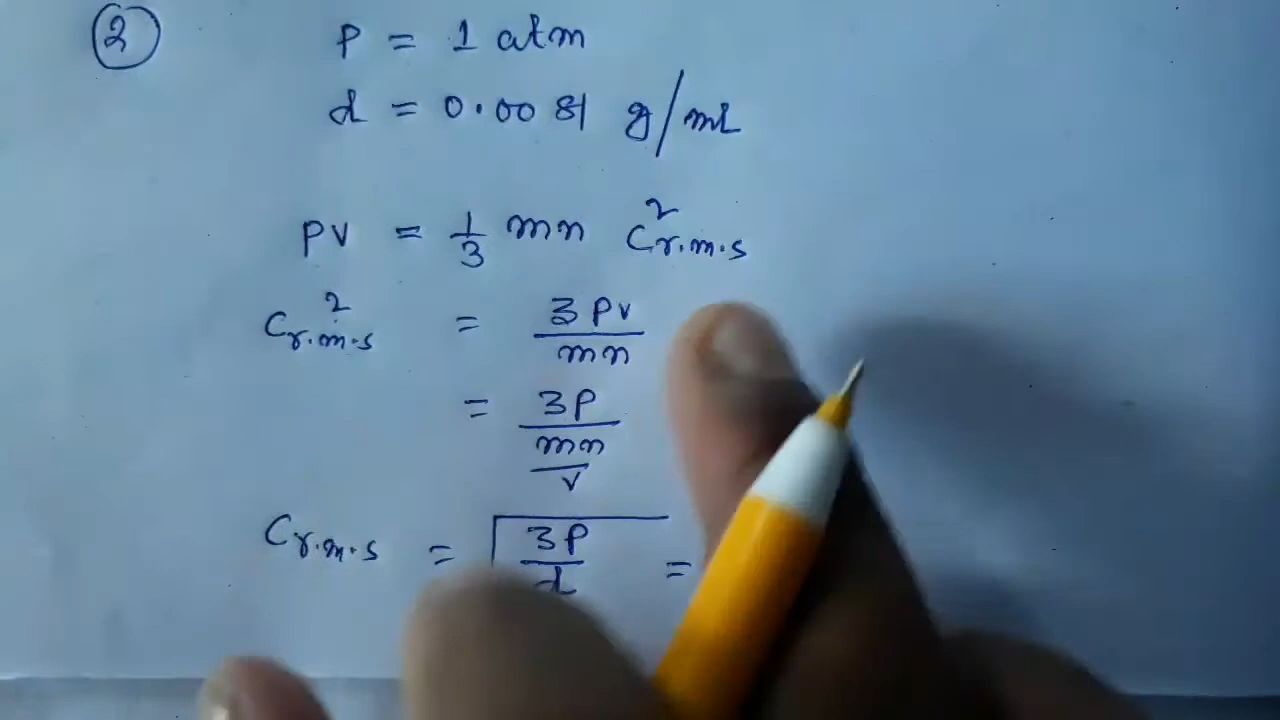 ② P = 1 atm
d = 0.0081 g/ml
PV = 1/3 mn C²r.m.s
C²r.m.s = 3PV/mn
= 3P/(mn/V)
Cr.m.s = √(3P/d) =